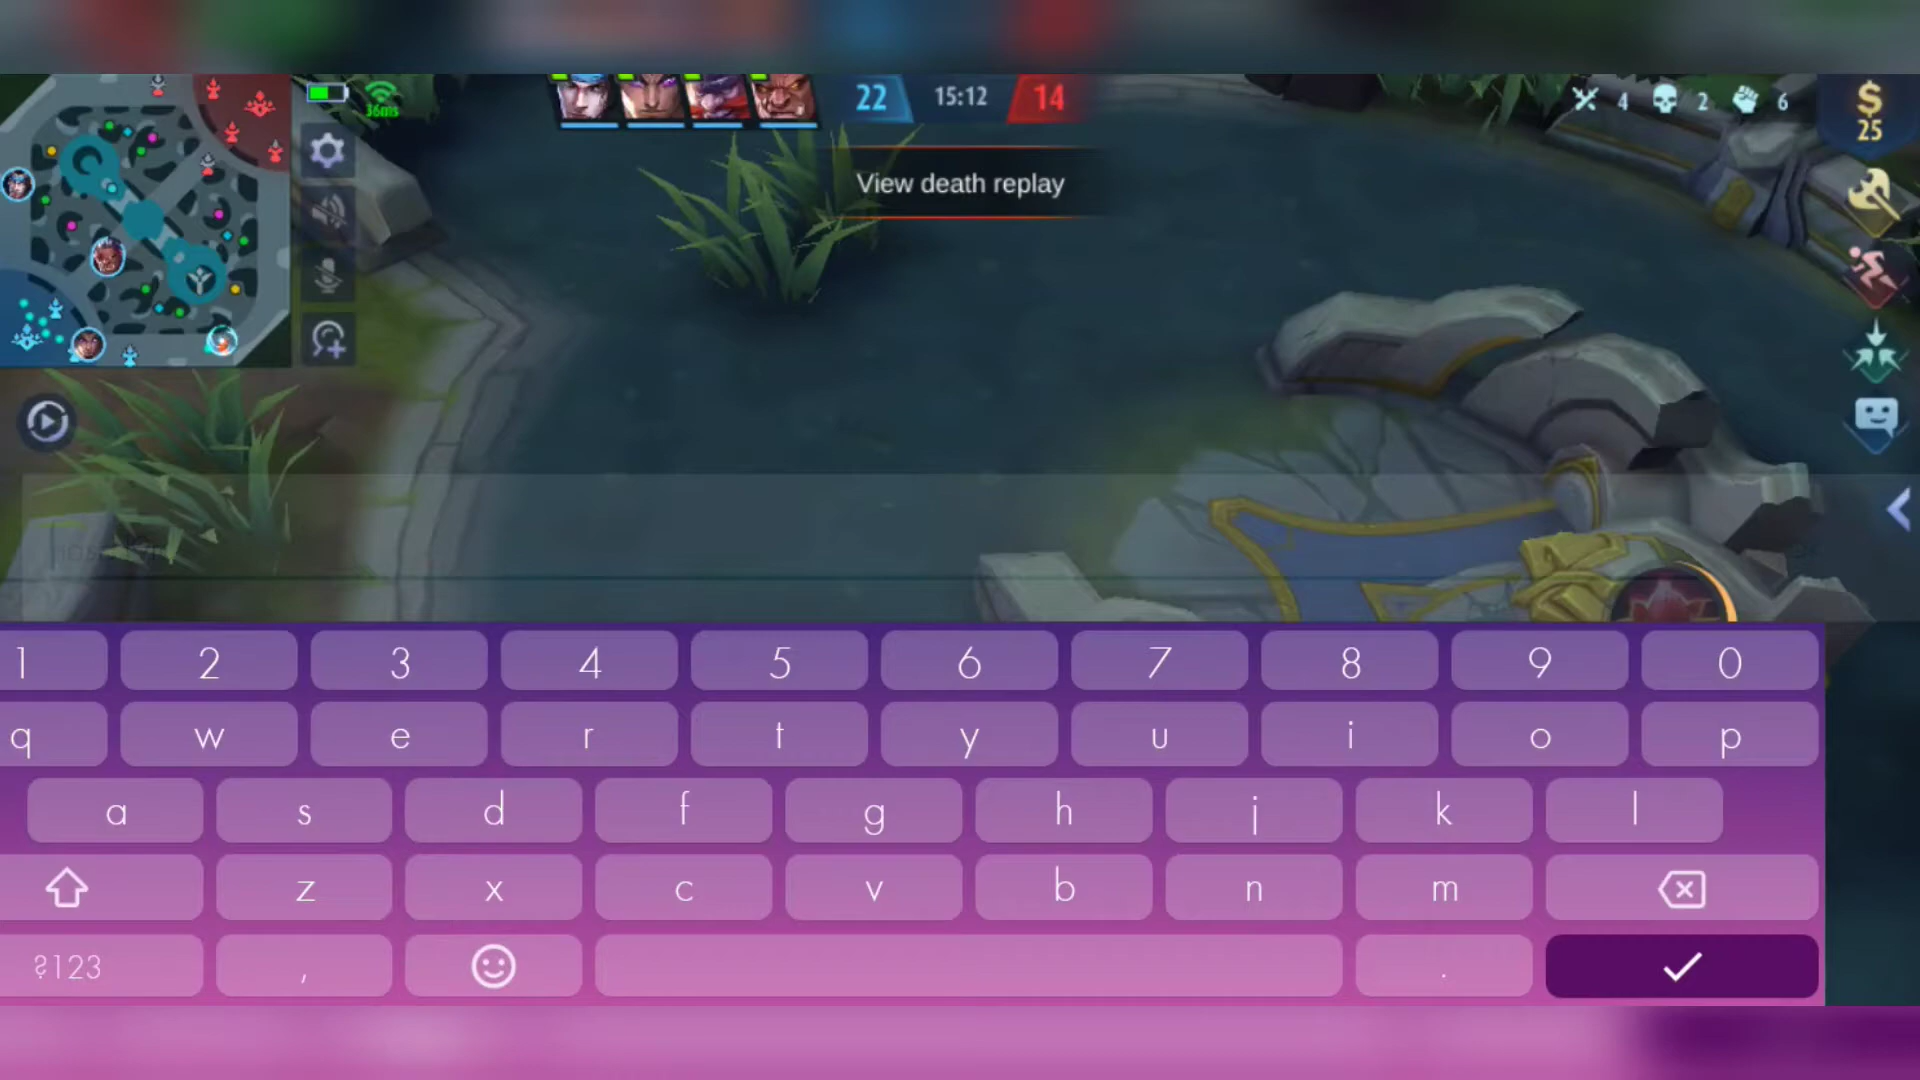 36ms
22 15:12 14
4 2 6
$
25
View death replay
1 2 3 4 5 6 7 8 9 0
q w e r t y u i o p
a s d f g h j k l
z x c v b n m
?123 , .